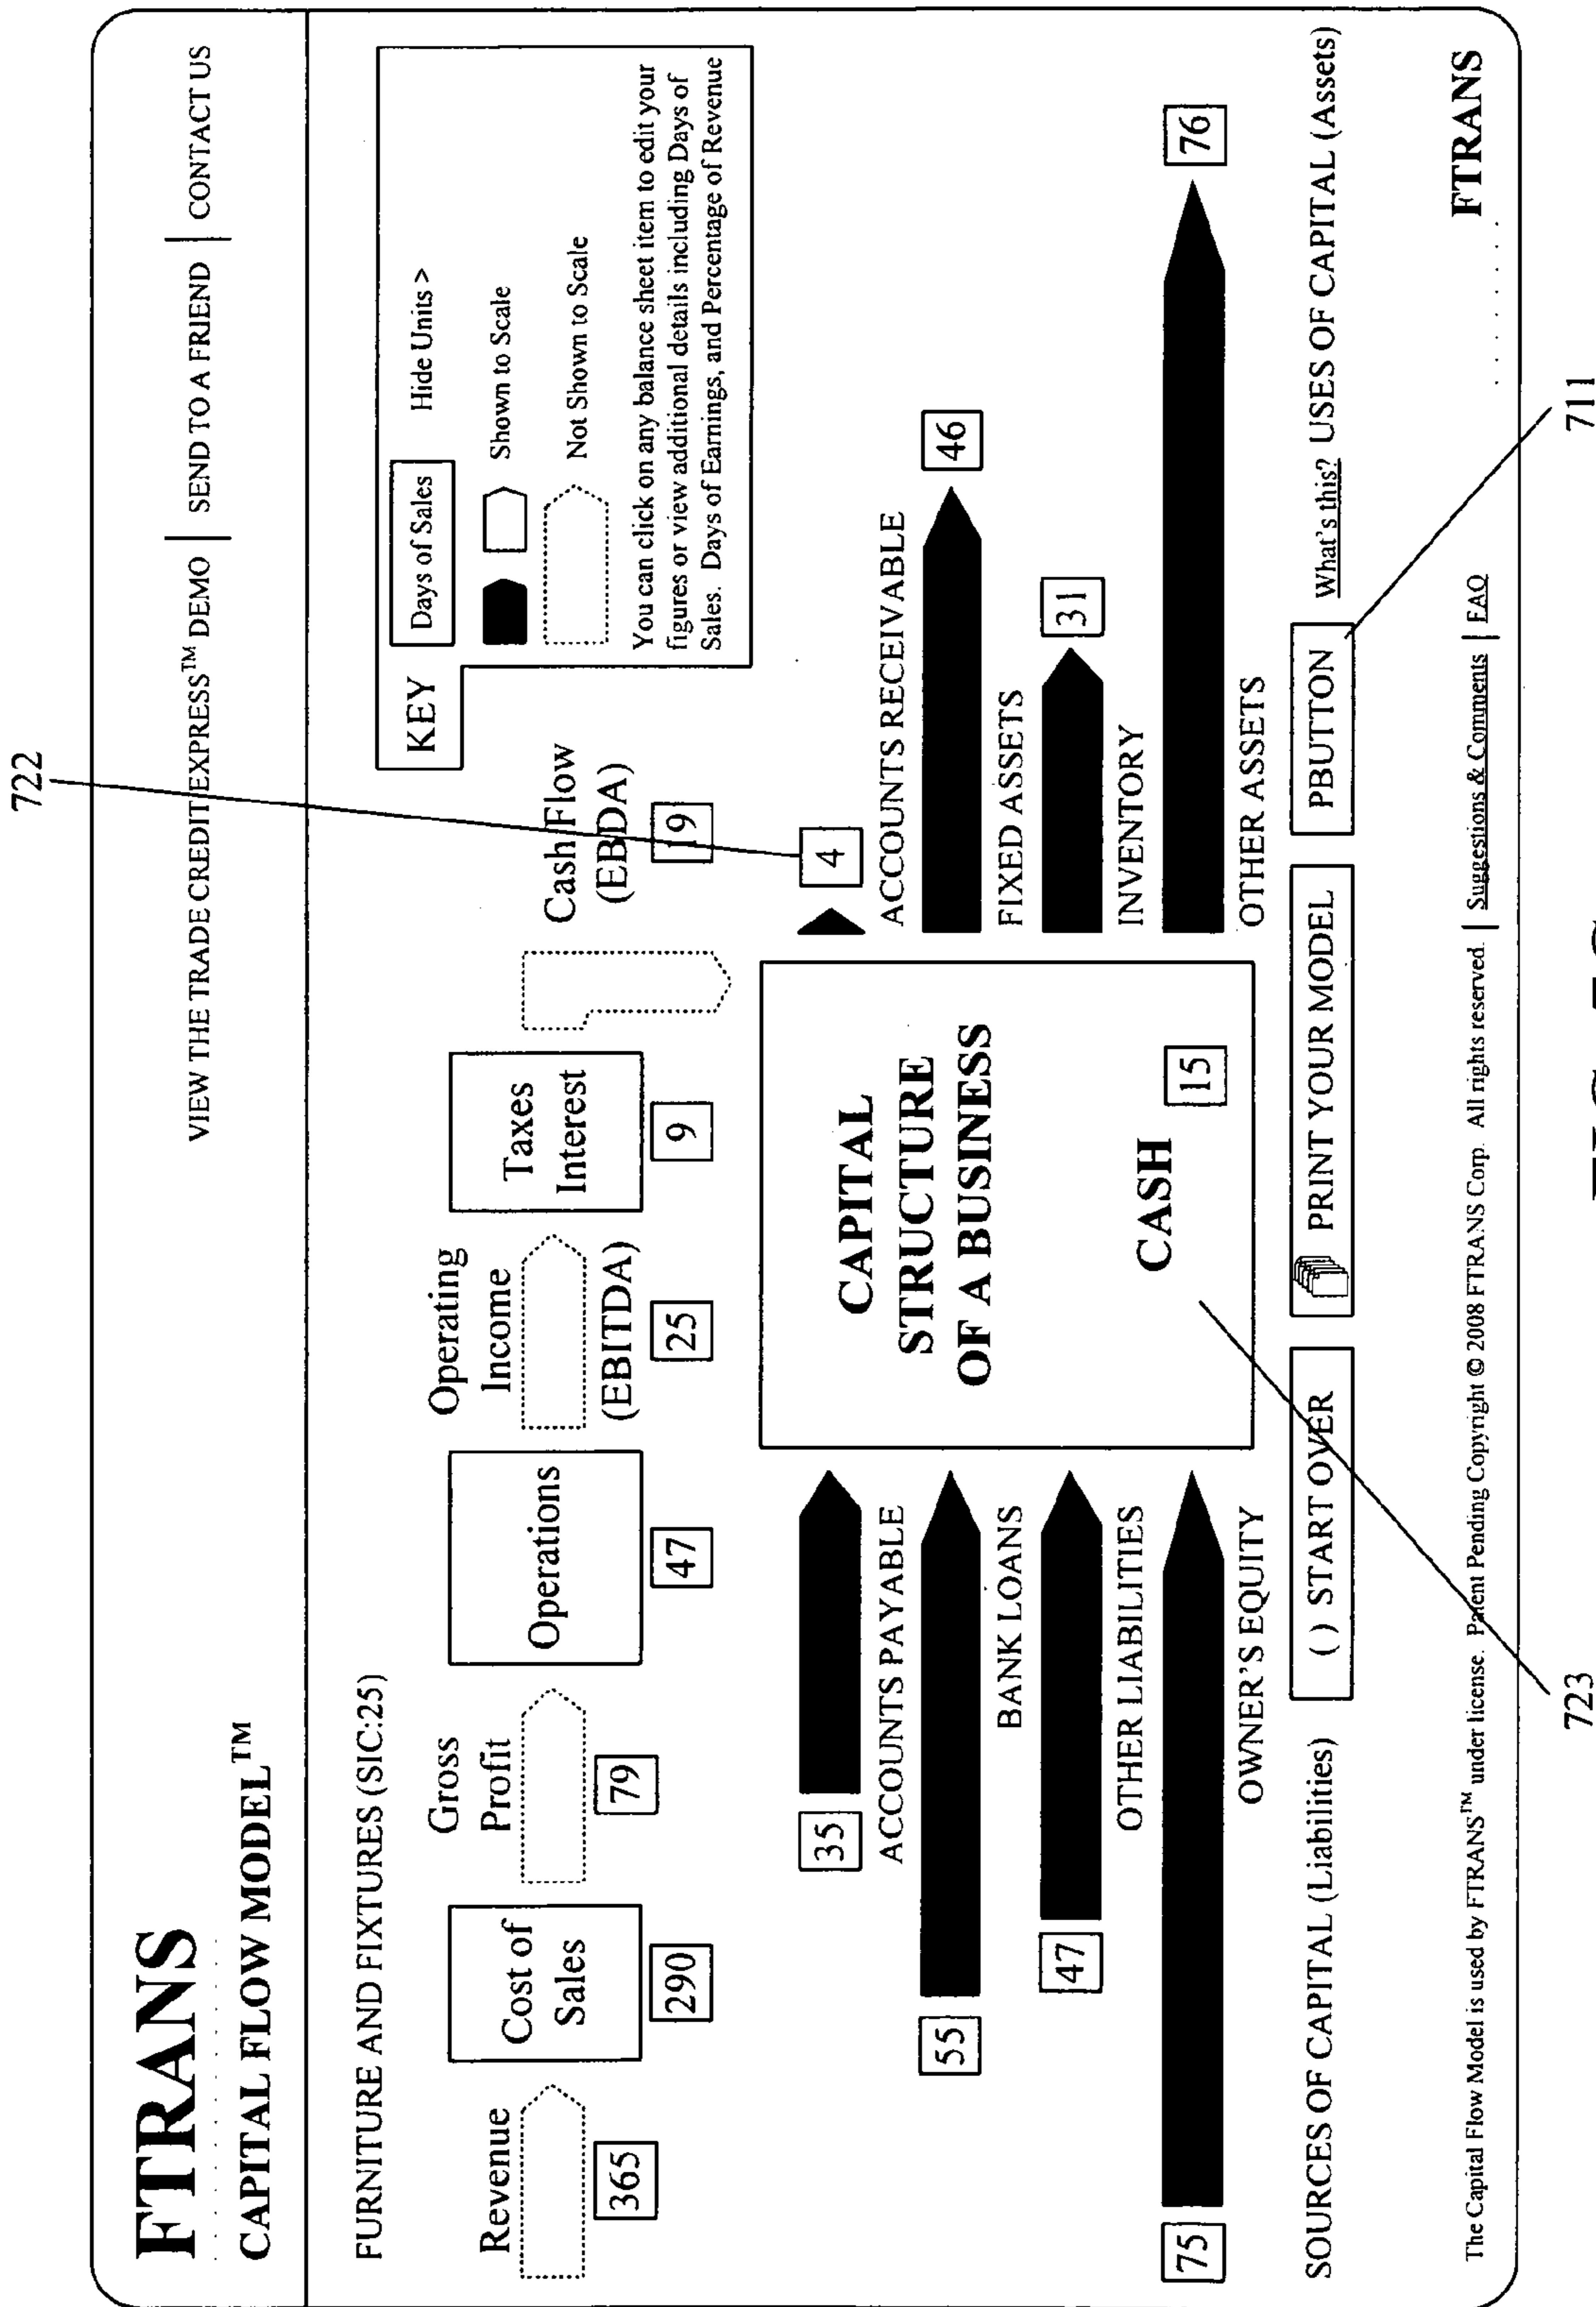 FTRANS
CAPITAL FLOW MODEL™
VIEW THE TRADE CREDIT EXPRESS™ DEMO | SEND TO A FRIEND | CONTACT US
FURNITURE AND FIXTURES (SIC:25)
KEY
Days of Sales
Hide Units >
Shown to Scale
Not Shown to Scale
You can click on any balance sheet item to edit your
figures or view additional details including Days of
Sales. Days of Earnings, and Percentage of Revenue
Revenue
365
Cost of
Sales
290
Gross
Profit
79
Operations
47
Operating
Income
(EBITDA)
25
Taxes
Interest
9
Cash Flow
(EBDA)
19
722
35
ACCOUNTS PAYABLE
55
BANK LOANS
47
OTHER LIABILITIES
75
OWNER'S EQUITY
CAPITAL
STRUCTURE
OF A BUSINESS
CASH
15
4
ACCOUNTS RECEIVABLE
46
FIXED ASSETS
31
INVENTORY
76
OTHER ASSETS
SOURCES OF CAPITAL (Liabilities)
( ) START OVER
PRINT YOUR MODEL
PBUTTON
What's this?
USES OF CAPITAL (Assets)
The Capital Flow Model is used by FTRANS™ under license. Patent Pending Copyright © 2008 FTRANS Corp. All rights reserved. | Suggestions & Comments | FAQ
FTRANS
723
711